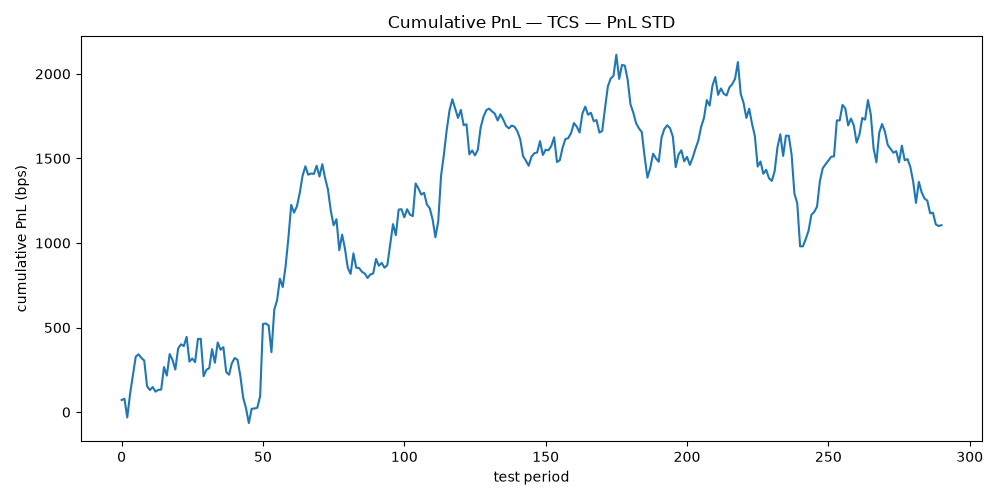 Cumulative PnL — TCS — PnL STD
cumulative PnL (bps)
2000
1500
1000
500
0
0 50 100 150 200 250 300
test period